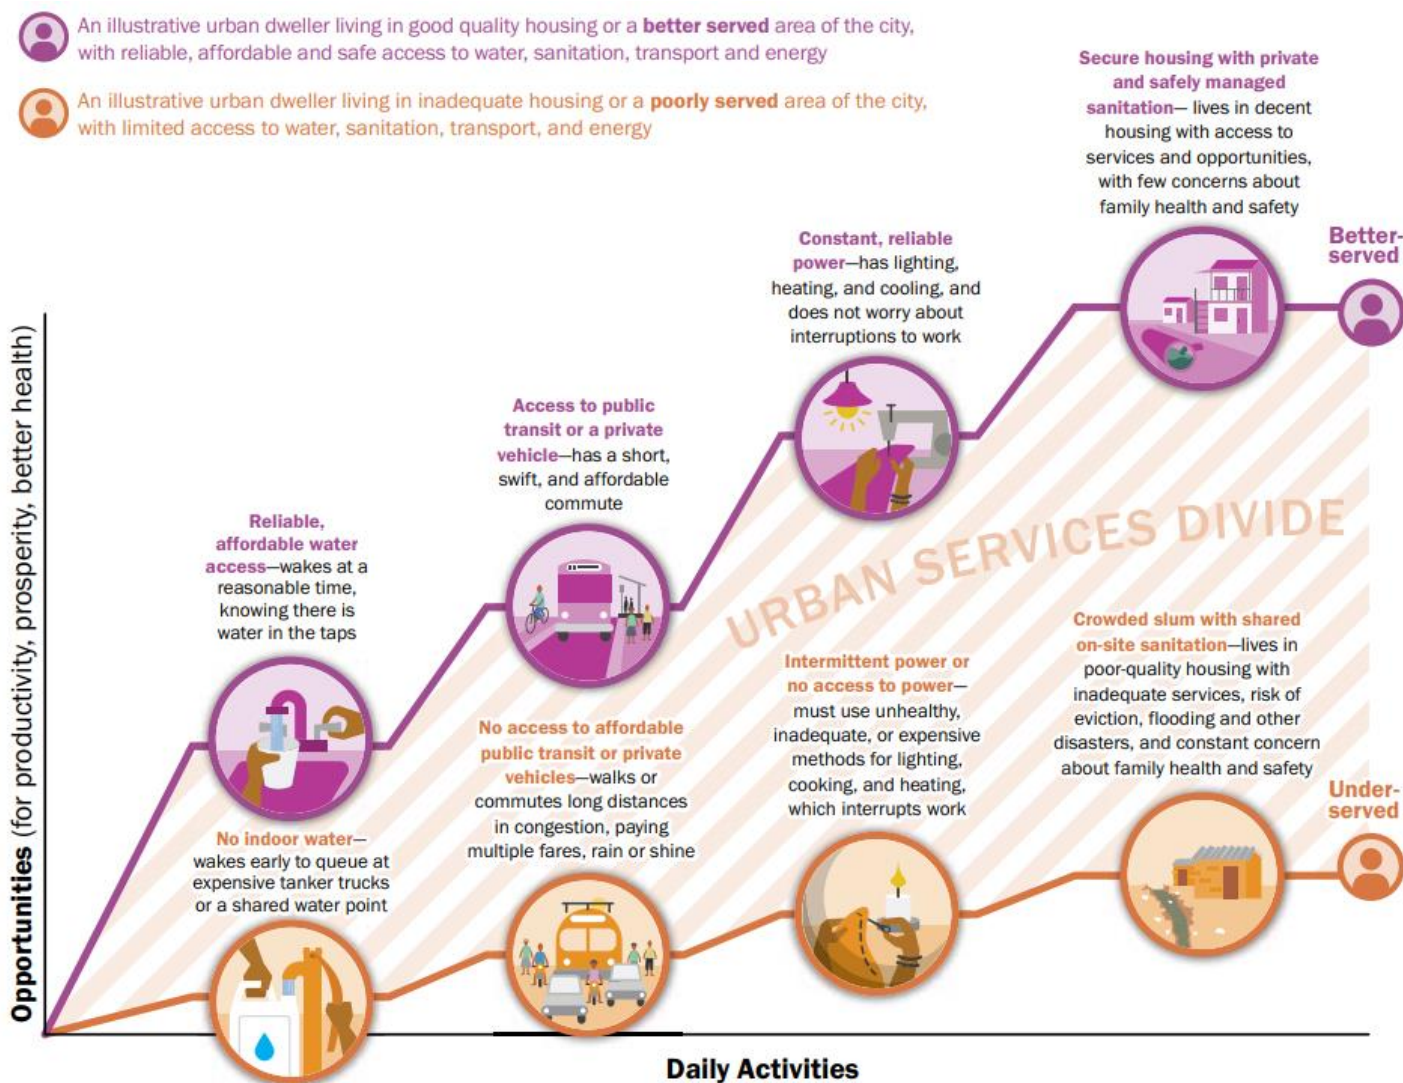 An illustrative urban dweller living in good quality housing or a better served area of the city,
with reliable, affordable and safe access to water, sanitation, transport and energy
An illustrative urban dweller living in inadequate housing or a poorly served area of the city,
with limited access to water, sanitation, transport, and energy
Secure housing with private
and safely managed
sanitation— lives in decent
housing with access to
services and opportunities,
with few concerns about
family health and safety
Better-
served
Constant, reliable
power—has lighting,
heating, and cooling, and
does not worry about
interruptions to work
Access to public
transit or a private
vehicle—has a short,
swift, and affordable
commute
Reliable,
affordable water
access—wakes at a
reasonable time,
knowing there is
water in the taps
URBAN SERVICES DIVIDE
No indoor water—
wakes early to queue at
expensive tanker trucks
or a shared water point
No access to affordable
public transit or private
vehicles—walks or
commutes long distances
in congestion, paying
multiple fares, rain or shine
Intermittent power or
no access to power—
must use unhealthy,
inadequate, or expensive
methods for lighting,
cooking, and heating,
which interrupts work
Crowded slum with shared
on-site sanitation—lives in
poor-quality housing with
inadequate services, risk of
eviction, flooding and other
disasters, and constant concern
about family health and safety
Under-
served
Opportunities (for productivity, prosperity, better health)
Daily Activities